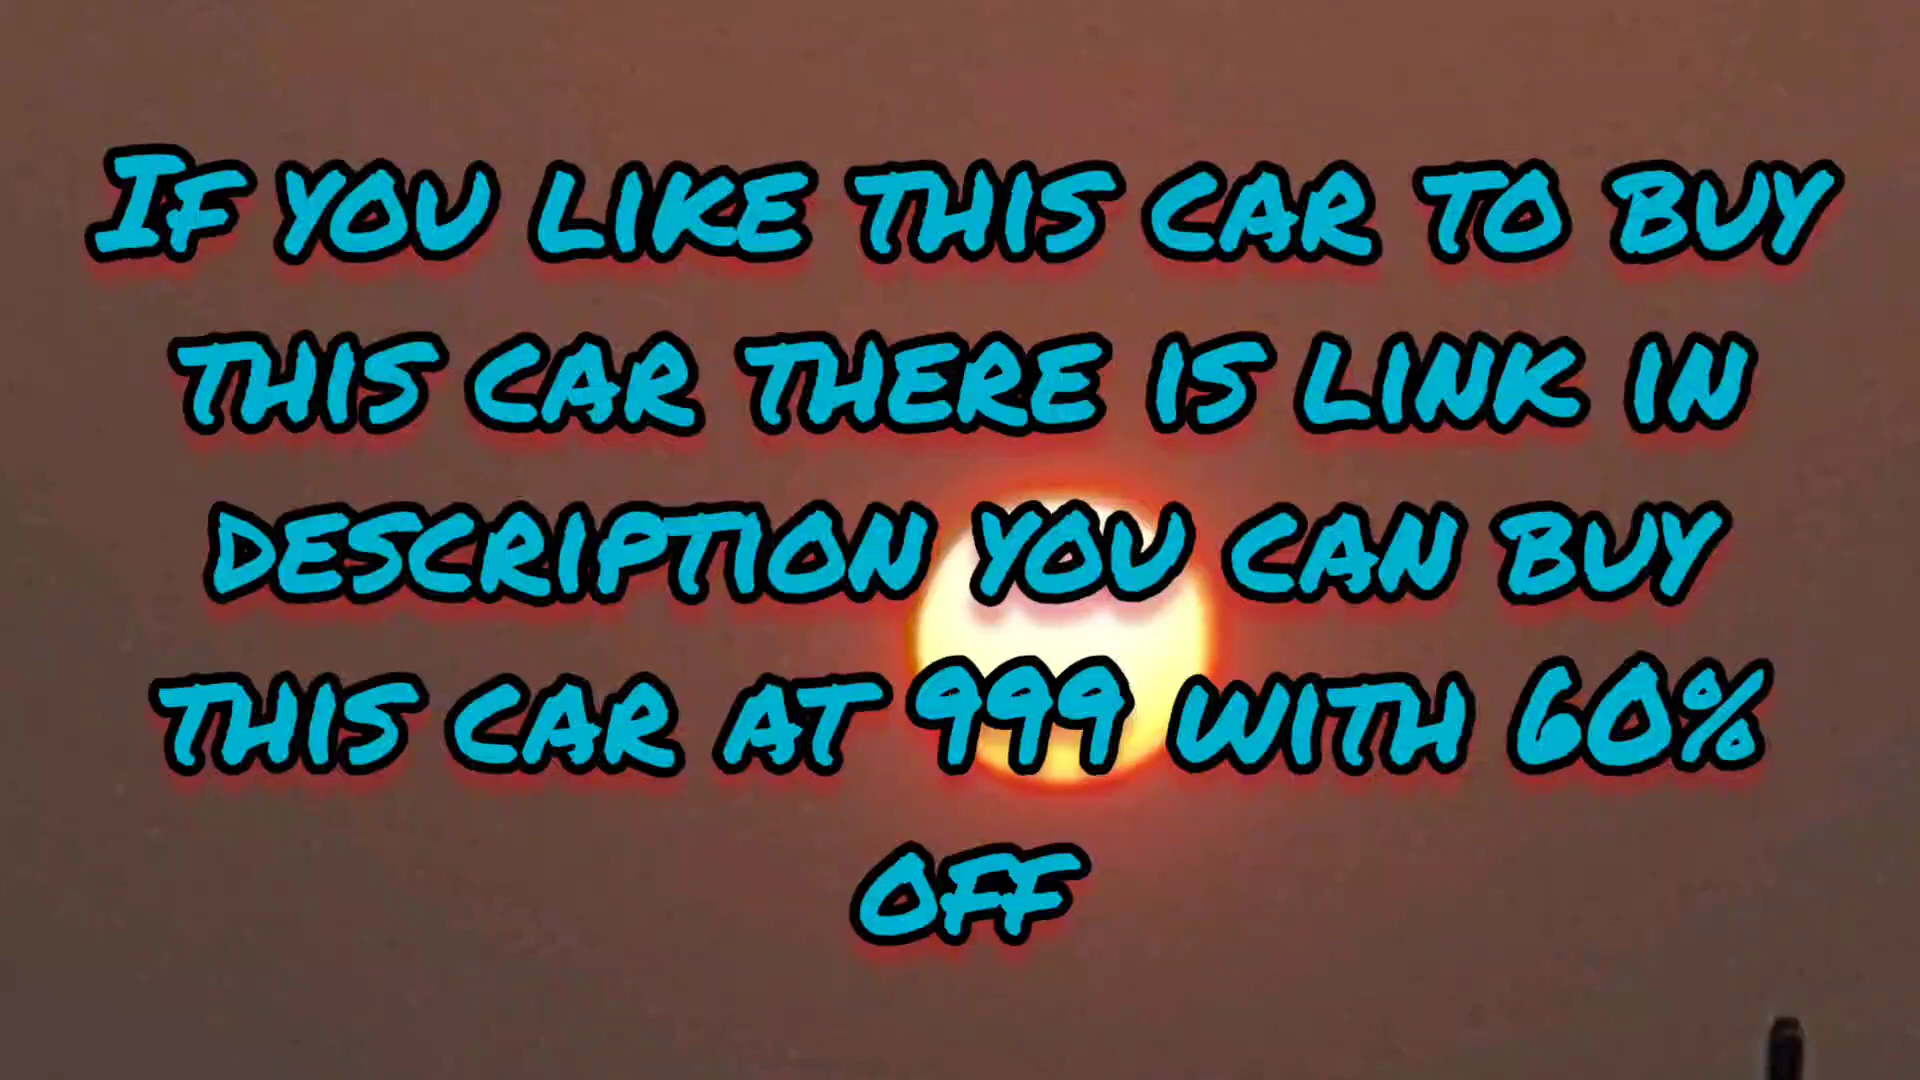 If you like this car to buy
this car there is link in
description you can buy
this car at 999 with 60%
off